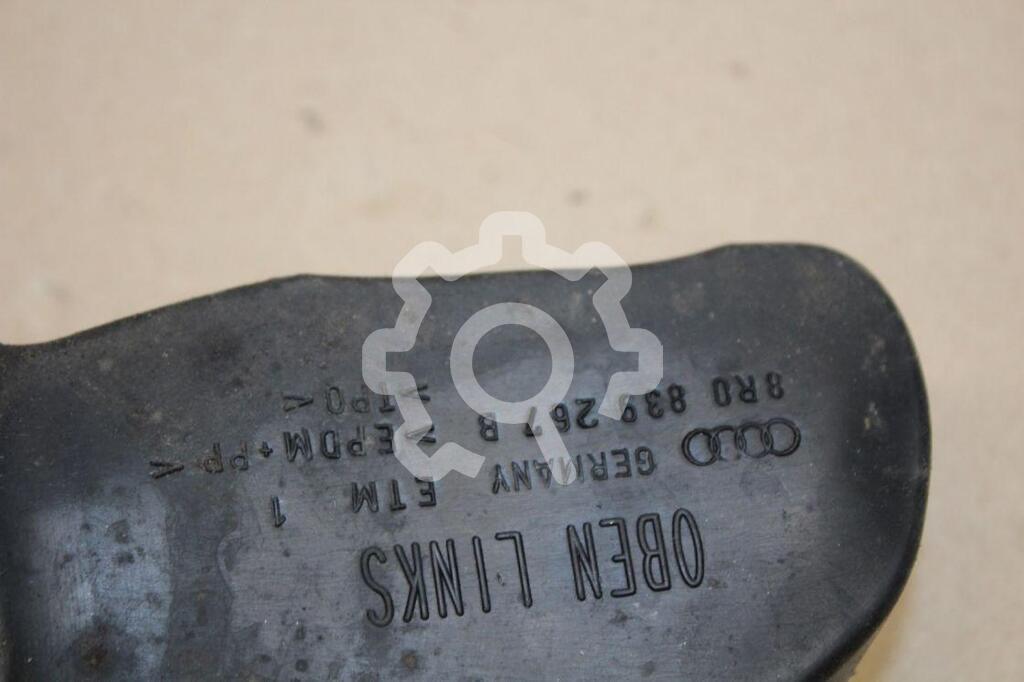 OBEN LINKS
GERMANY ETM 1
8R0 839 267 B >EPDM+PP<
>TPO<